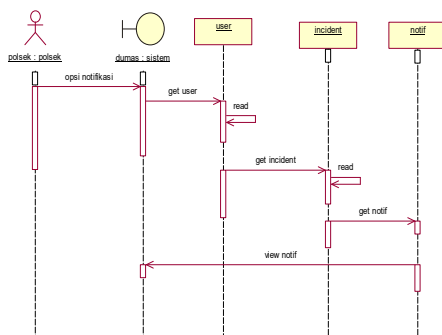 user
incident
notif
polsek : polsek
dumas : sistem
opsi notifikasi
get user
read
get incident
read
get notif
view notif